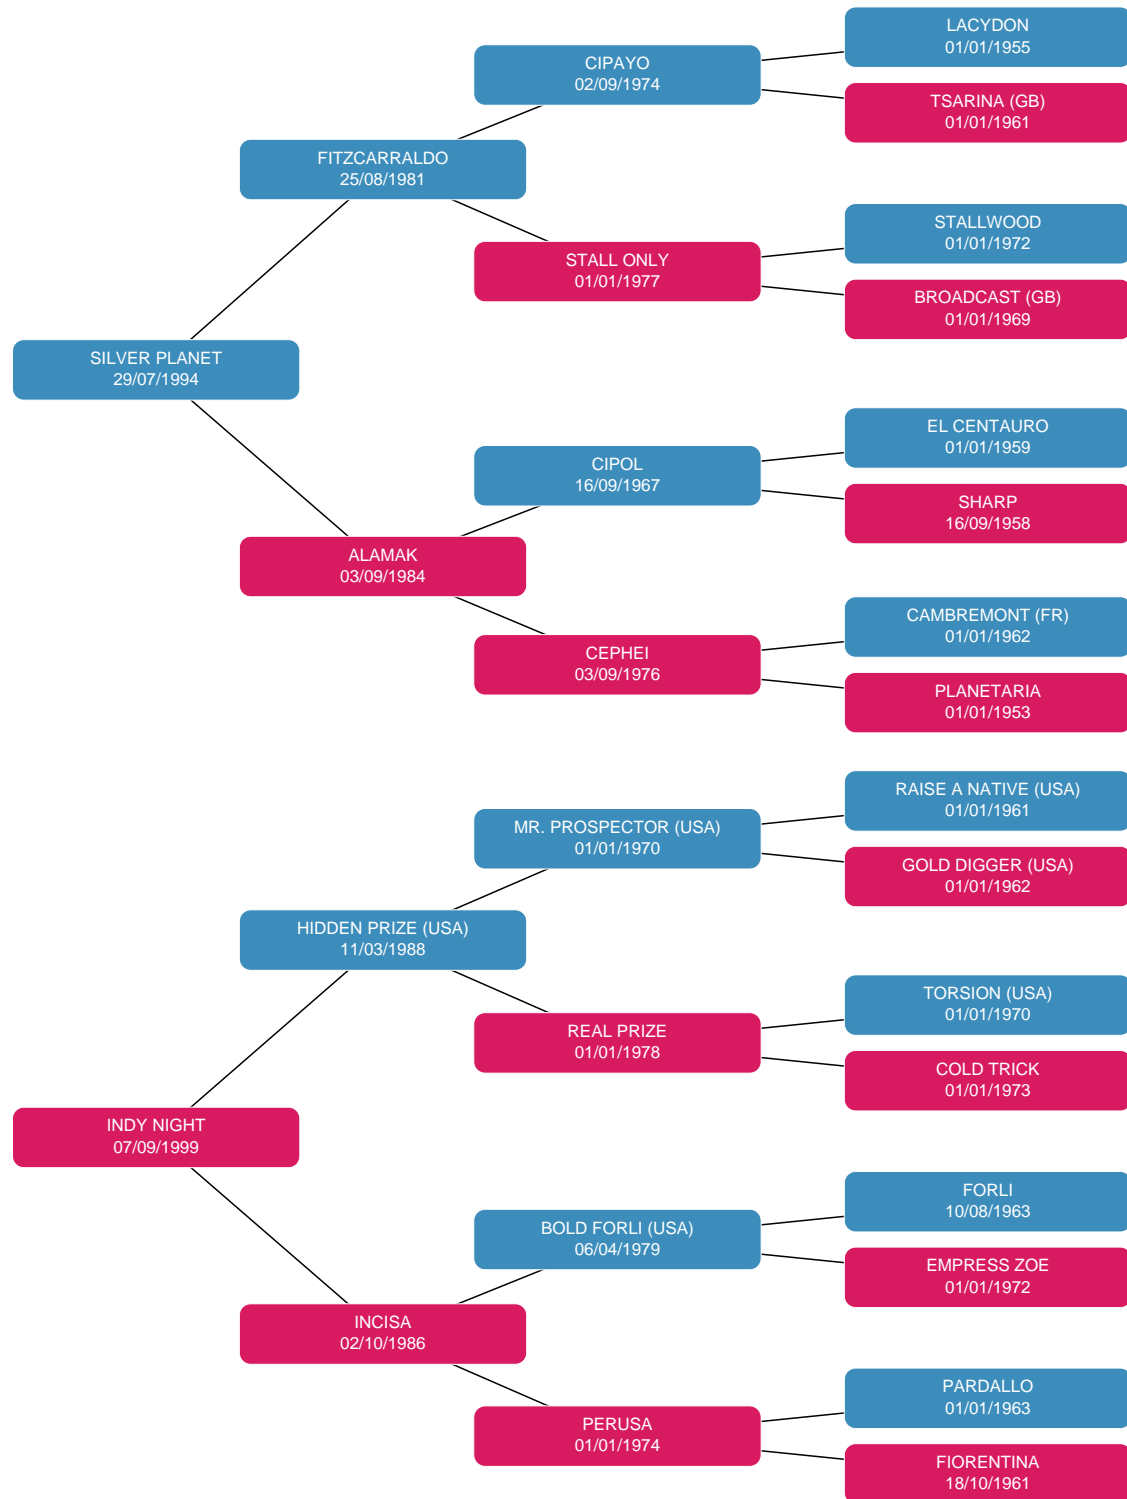 LACYDON
01/01/1955
CIPAYO
02/09/1974
TSARINA (GB)
01/01/1961
FITZCARRALDO
25/08/1981
STALLWOOD
01/01/1972
STALL ONLY
01/01/1977
BROADCAST (GB)
01/01/1969
SILVER PLANET
29/07/1994
EL CENTAURO
01/01/1959
CIPOL
16/09/1967
SHARP
16/09/1958
ALAMAK
03/09/1984
CAMBREMONT (FR)
01/01/1962
CEPHEI
03/09/1976
PLANETARIA
01/01/1953
RAISE A NATIVE (USA)
01/01/1961
MR. PROSPECTOR (USA)
01/01/1970
GOLD DIGGER (USA)
01/01/1962
HIDDEN PRIZE (USA)
11/03/1988
TORSION (USA)
01/01/1970
REAL PRIZE
01/01/1978
COLD TRICK
01/01/1973
INDY NIGHT
07/09/1999
FORLI
10/08/1963
BOLD FORLI (USA)
06/04/1979
EMPRESS ZOE
01/01/1972
INCISA
02/10/1986
PARDALLO
01/01/1963
PERUSA
01/01/1974
FIORENTINA
18/10/1961